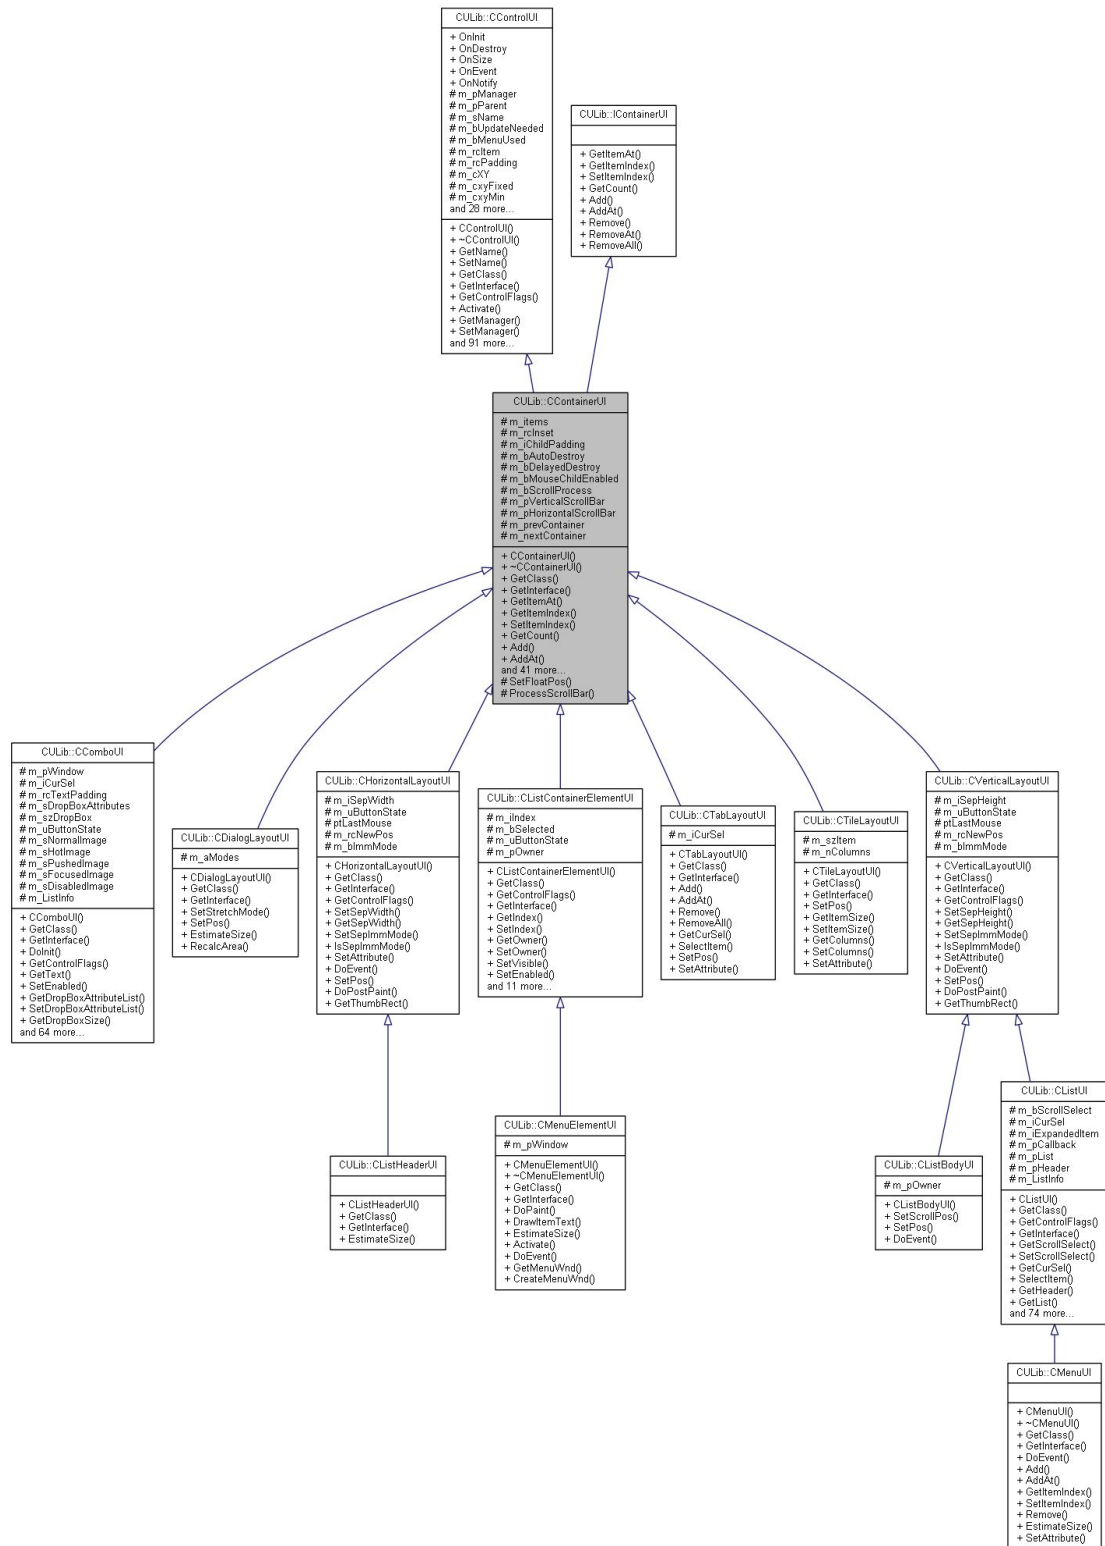 CULib::CControlUI
+ OnInit
+ OnDestroy
+ OnSize
+ OnEvent
+ OnNotify
# m_pManager
# m_pParent
# m_sName
# m_bUpdateNeeded
# m_bMenuUsed
# m_rcItem
# m_rcPadding
# m_cXY
# m_cxyFixed
# m_cxyMin
and 28 more...
+ CControlUI()
+ ~CControlUI()
+ GetName()
+ SetName()
+ GetClass()
+ GetInterface()
+ GetControlFlags()
+ Activate()
+ GetManager()
+ SetManager()
and 91 more...
CULib::IContainerUI
+ GetItemAt()
+ GetItemIndex()
+ SetItemIndex()
+ GetCount()
+ Add()
+ AddAt()
+ Remove()
+ RemoveAt()
+ RemoveAll()
CULib::CContainerUI
# m_items
# m_rcInset
# m_iChildPadding
# m_bAutoDestroy
# m_bDelayedDestroy
# m_bMouseChildEnabled
# m_bScrollProcess
# m_pVerticalScrollBar
# m_pHorizontalScrollBar
# m_prevContainer
# m_nextContainer
+ CContainerUI()
+ ~CContainerUI()
+ GetClass()
+ GetInterface()
+ GetItemAt()
+ GetItemIndex()
+ SetItemIndex()
+ GetCount()
+ Add()
+ AddAt()
and 41 more...
# SetFloatPos()
# ProcessScrollBar()
CULib::CComboUI
# m_pWindow
# m_iCurSel
# m_rcTextPadding
# m_sDropBoxAttributes
# m_szDropBox
# m_uButtonState
# m_sNormalImage
# m_sHotImage
# m_sPushedImage
# m_sFocusedImage
# m_sDisabledImage
# m_ListInfo
+ CComboUI()
+ GetClass()
+ GetInterface()
+ DoInit()
+ GetControlFlags()
+ GetText()
+ SetEnabled()
+ GetDropBoxAttributeList()
+ SetDropBoxAttributeList()
+ GetDropBoxSize()
and 64 more...
CULib::CDialogLayoutUI
# m_aModes
+ CDialogLayoutUI()
+ GetClass()
+ GetInterface()
+ SetStretchMode()
+ SetPos()
+ EstimateSize()
+ RecalcArea()
CULib::CHorizontalLayoutUI
# m_iSepWidth
# m_uButtonState
# ptLastMouse
# m_rcNewPos
# m_bImmMode
+ CHorizontalLayoutUI()
+ GetClass()
+ GetInterface()
+ GetControlFlags()
+ SetSepWidth()
+ GetSepWidth()
+ SetSepImmMode()
+ IsSepImmMode()
+ SetAttribute()
+ DoEvent()
+ SetPos()
+ DoPostPaint()
+ GetThumbRect()
CULib::CListContainerElementUI
# m_iIndex
# m_bSelected
# m_uButtonState
# m_pOwner
+ CListContainerElementUI()
+ GetClass()
+ GetControlFlags()
+ GetInterface()
+ GetIndex()
+ SetIndex()
+ GetOwner()
+ SetOwner()
+ SetVisible()
+ SetEnabled()
and 11 more...
CULib::CTabLayoutUI
# m_iCurSel
+ CTabLayoutUI()
+ GetClass()
+ GetInterface()
+ Add()
+ AddAt()
+ Remove()
+ RemoveAll()
+ GetCurSel()
+ SelectItem()
+ SetPos()
+ SetAttribute()
CULib::CTileLayoutUI
# m_szItem
# m_nColumns
+ CTileLayoutUI()
+ GetClass()
+ GetInterface()
+ SetPos()
+ GetItemSize()
+ SetItemSize()
+ GetColumns()
+ SetColumns()
+ SetAttribute()
CULib::CVerticalLayoutUI
# m_iSepHeight
# m_uButtonState
# ptLastMouse
# m_rcNewPos
# m_bImmMode
+ CVerticalLayoutUI()
+ GetClass()
+ GetInterface()
+ GetControlFlags()
+ SetSepHeight()
+ GetSepHeight()
+ SetSepImmMode()
+ IsSepImmMode()
+ SetAttribute()
+ DoEvent()
+ SetPos()
+ DoPostPaint()
+ GetThumbRect()
CULib::CListHeaderUI
+ CListHeaderUI()
+ GetClass()
+ GetInterface()
+ EstimateSize()
CULib::CMenuElementUI
# m_pWindow
+ CMenuElementUI()
+ ~CMenuElementUI()
+ GetClass()
+ GetInterface()
+ DoPaint()
+ DrawItemText()
+ EstimateSize()
+ Activate()
+ DoEvent()
+ GetMenuWnd()
+ CreateMenuWnd()
CULib::CListBodyUI
# m_pOwner
+ CListBodyUI()
+ SetScrollPos()
+ SetPos()
+ DoEvent()
CULib::CListUI
# m_bScrollSelect
# m_iCurSel
# m_iExpandedItem
# m_pCallback
# m_pList
# m_pHeader
# m_ListInfo
+ CListUI()
+ GetClass()
+ GetControlFlags()
+ GetInterface()
+ GetScrollSelect()
+ SetScrollSelect()
+ GetCurSel()
+ SelectItem()
+ GetHeader()
+ GetList()
and 74 more...
CULib::CMenuUI
+ CMenuUI()
+ ~CMenuUI()
+ GetClass()
+ GetInterface()
+ DoEvent()
+ Add()
+ AddAt()
+ GetItemIndex()
+ SetItemIndex()
+ Remove()
+ EstimateSize()
+ SetAttribute()